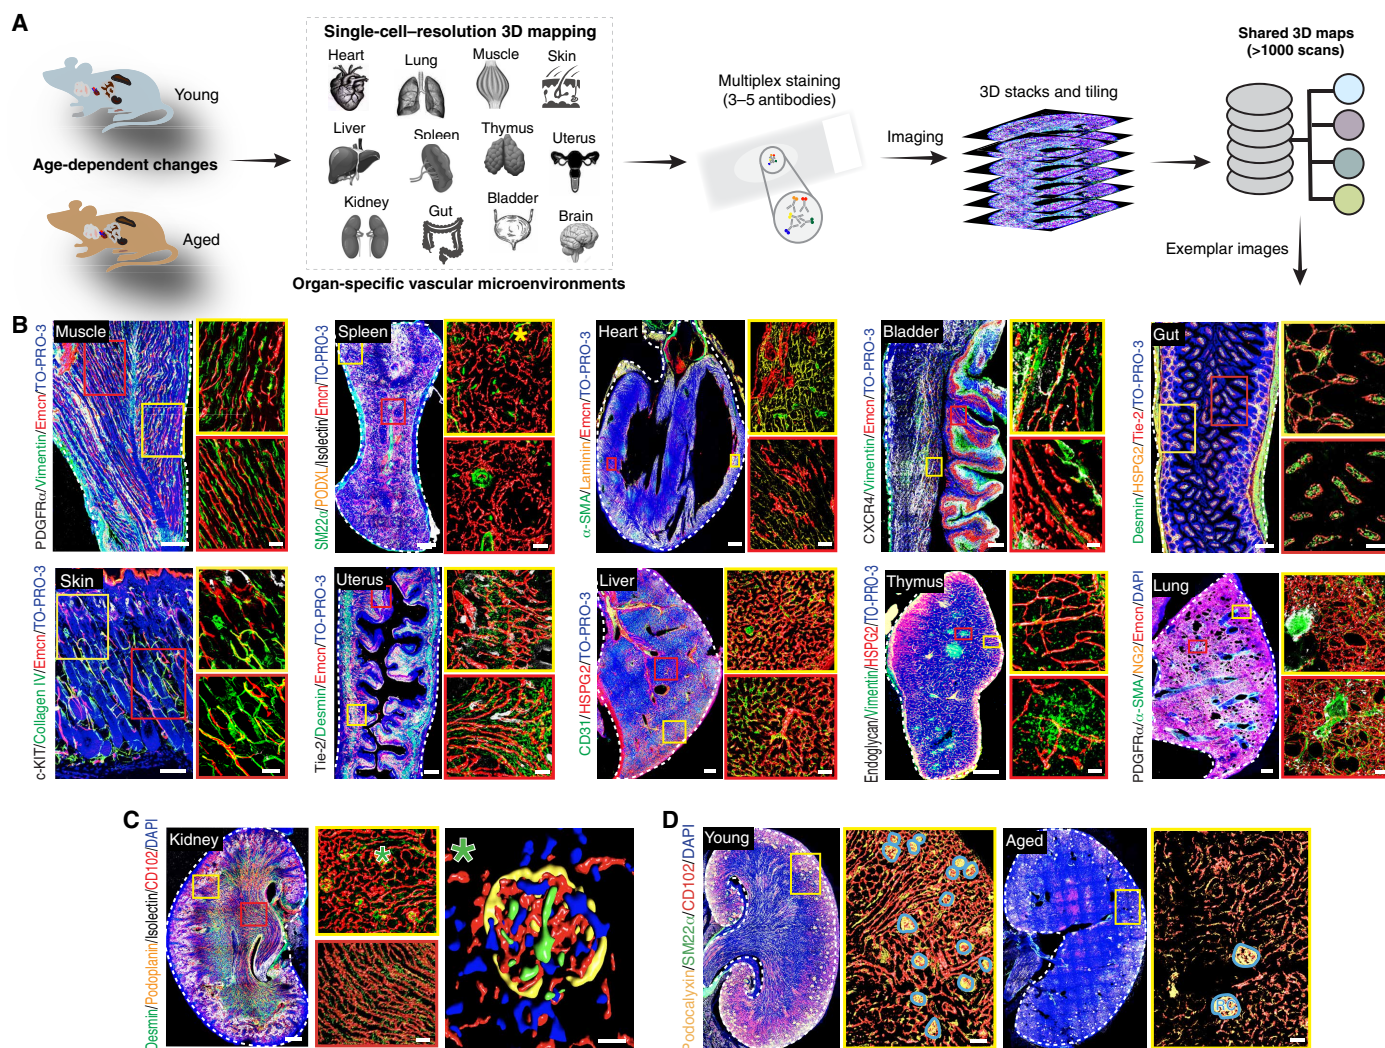 A
Young
Age-dependent changes
Aged
Single-cell–resolution 3D mapping
Heart
Lung
Muscle
Skin
Liver
Spleen
Thymus
Uterus
Kidney
Gut
Bladder
Brain
Organ-specific vascular microenvironments
Multiplex staining
(3–5 antibodies)
Imaging
3D stacks and tiling
Shared 3D maps
(>1000 scans)
Exemplar images
B
PDGFRα/Vimentin/Emcn/TO-PRO-3
Muscle
SM22α/PODXL/Isolectin/Emcn/TO-PRO-3
Spleen
α-SMA/Laminin/Emcn/TO-PRO-3
Heart
CXCR4/Vimentin/Emcn/TO-PRO-3
Bladder
Desmin/HSPG2/Tie-2/TO-PRO-3
Gut
c-KIT/Collagen IV/Emcn/TO-PRO-3
Skin
Tie-2/Desmin/Emcn/TO-PRO-3
Uterus
CD31/HSPG2/TO-PRO-3
Liver
Endoglycan/Vimentin/HSPG2/TO-PRO-3
Thymus
PDGFRα/α-SMA/NG2/Emcn/DAPI
Lung
C
Desmin/Podoplanin/Isolectin/CD102/DAPI
Kidney
D
Podocalyxin/SM22α/CD102/DAPI
Young
Aged